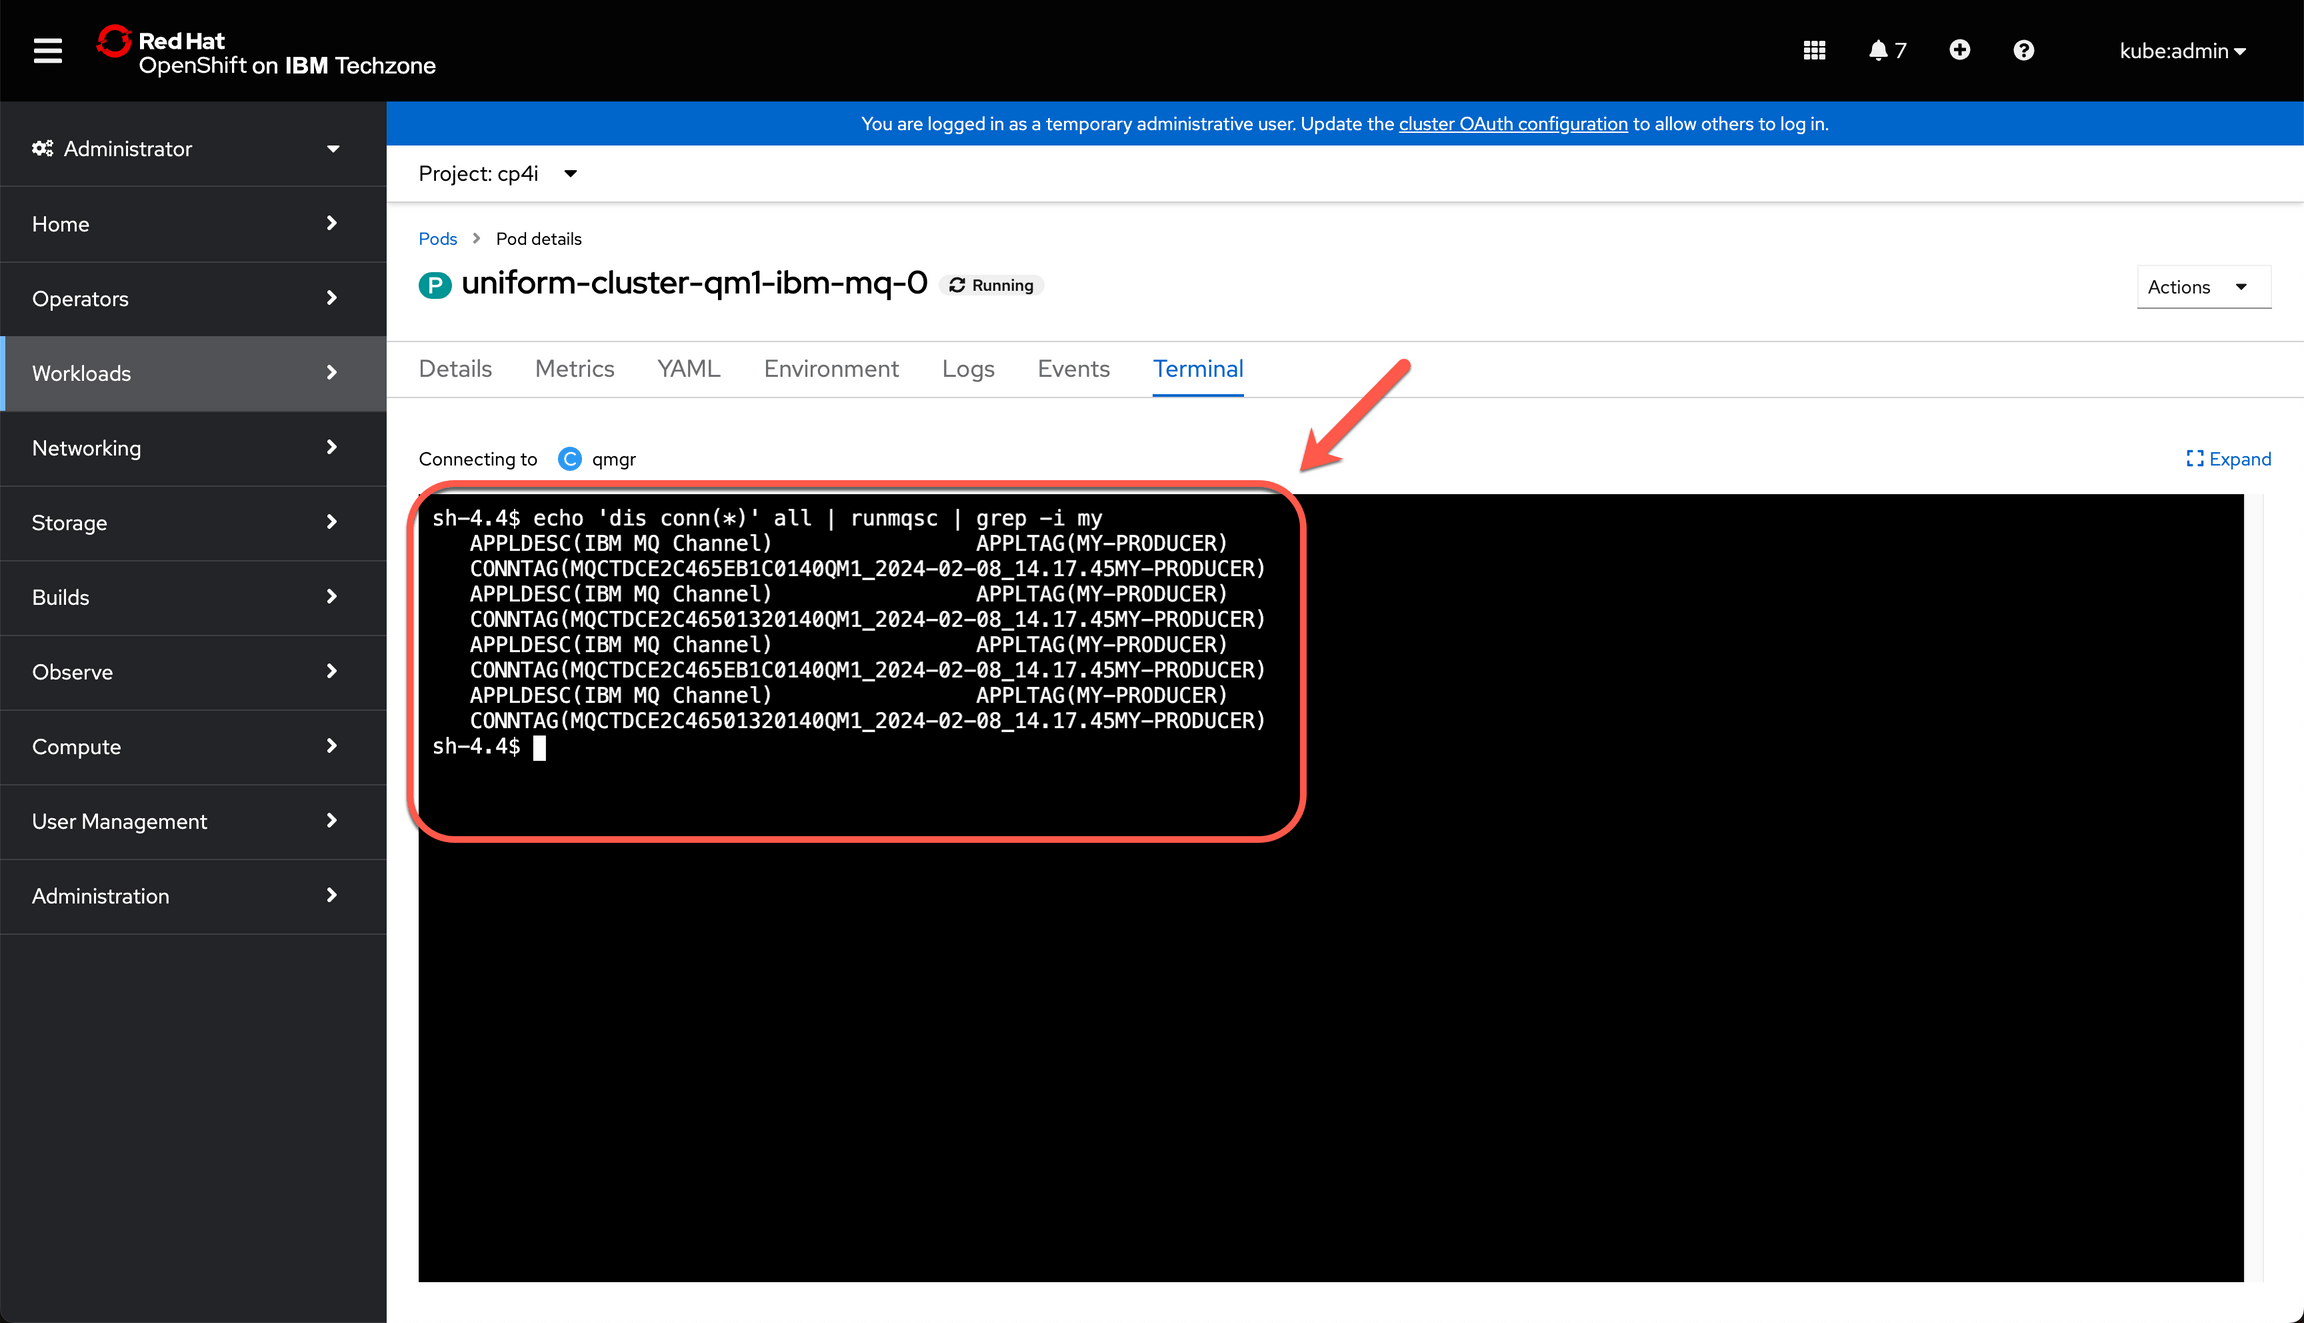 Red Hat
OpenShift on IBM Techzone
7
kube:admin
Administrator
Home
Operators
Workloads
Networking
Storage
Builds
Observe
Compute
User Management
Administration
You are logged in as a temporary administrative user. Update the cluster OAuth configuration to allow others to log in.
Project: cp4i
Pods > Pod details
P uniform-cluster-qm1-ibm-mq-0 Running
Actions
Details Metrics YAML Environment Logs Events Terminal
Connecting to C qmgr
Expand
sh-4.4$ echo 'dis conn(*)' all | runmqsc | grep -i my
APPLDESC(IBM MQ Channel) APPLTAG(MY-PRODUCER)
CONNTAG(MQCTDCE2C465EB1C0140QM1_2024-02-08_14.17.45MY-PRODUCER)
APPLDESC(IBM MQ Channel) APPLTAG(MY-PRODUCER)
CONNTAG(MQCTDCE2C46501320140QM1_2024-02-08_14.17.45MY-PRODUCER)
APPLDESC(IBM MQ Channel) APPLTAG(MY-PRODUCER)
CONNTAG(MQCTDCE2C465EB1C0140QM1_2024-02-08_14.17.45MY-PRODUCER)
APPLDESC(IBM MQ Channel) APPLTAG(MY-PRODUCER)
CONNTAG(MQCTDCE2C46501320140QM1_2024-02-08_14.17.45MY-PRODUCER)
sh-4.4$